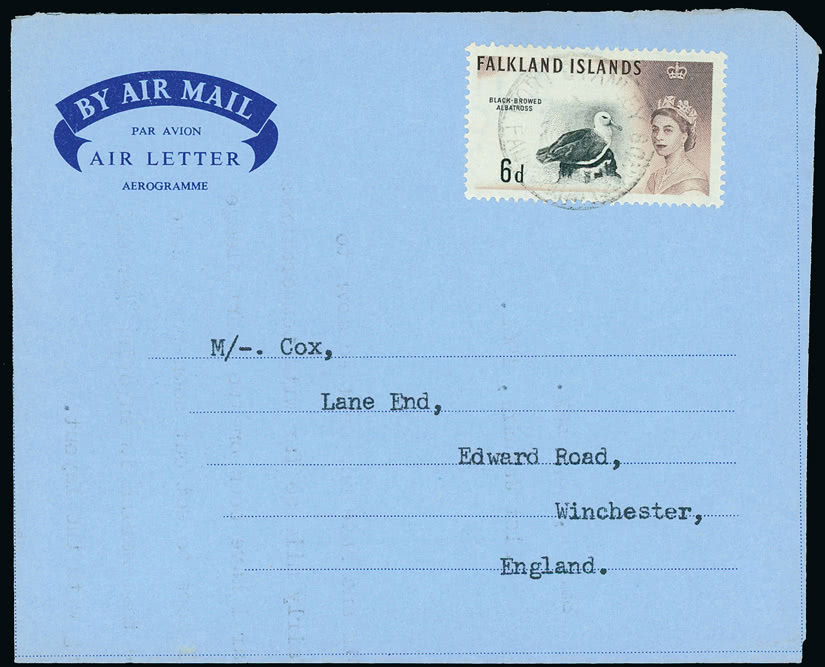 BY AIR MAIL
PAR AVION
AIR LETTER
AEROGRAMME
FALKLAND ISLANDS
BLACK-BROWED
ALBATROSS
6d
M/-. Cox,
Lane End,
Edward Road,
Winchester,
England.